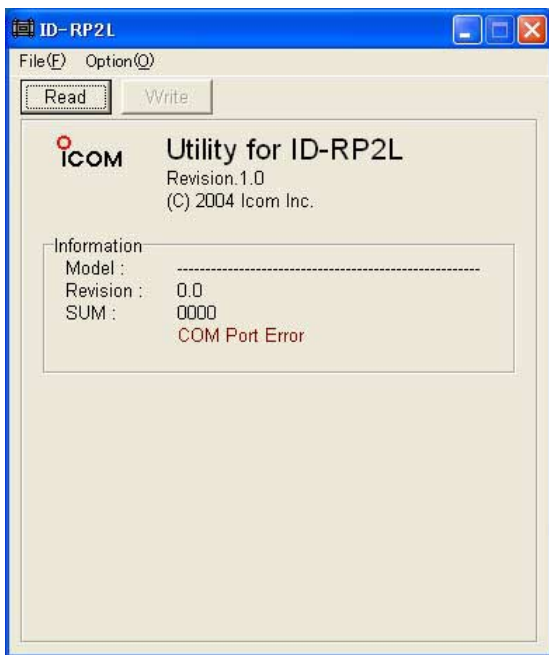 ID-RP2L
File(F) Option(O)
Read Write
ICOM Utility for ID-RP2L
Revision.1.0
(C) 2004 Icom Inc.
Information
Model : -------------------------------------------------------
Revision : 0.0
SUM : 0000
COM Port Error